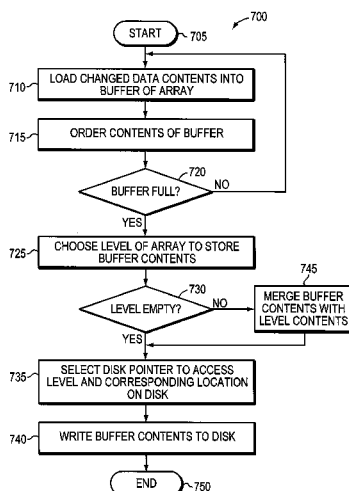 700
START
705
710
LOAD CHANGED DATA CONTENTS INTO
BUFFER OF ARRAY
715
ORDER CONTENTS OF BUFFER
720
BUFFER FULL?
NO
YES
725
CHOOSE LEVEL OF ARRAY TO STORE
BUFFER CONTENTS
730
LEVEL EMPTY?
NO
745
MERGE BUFFER
CONTENTS WITH
LEVEL CONTENTS
YES
735
SELECT DISK POINTER TO ACCESS
LEVEL AND CORRESPONDING LOCATION
ON DISK
740
WRITE BUFFER CONTENTS TO DISK
END
750